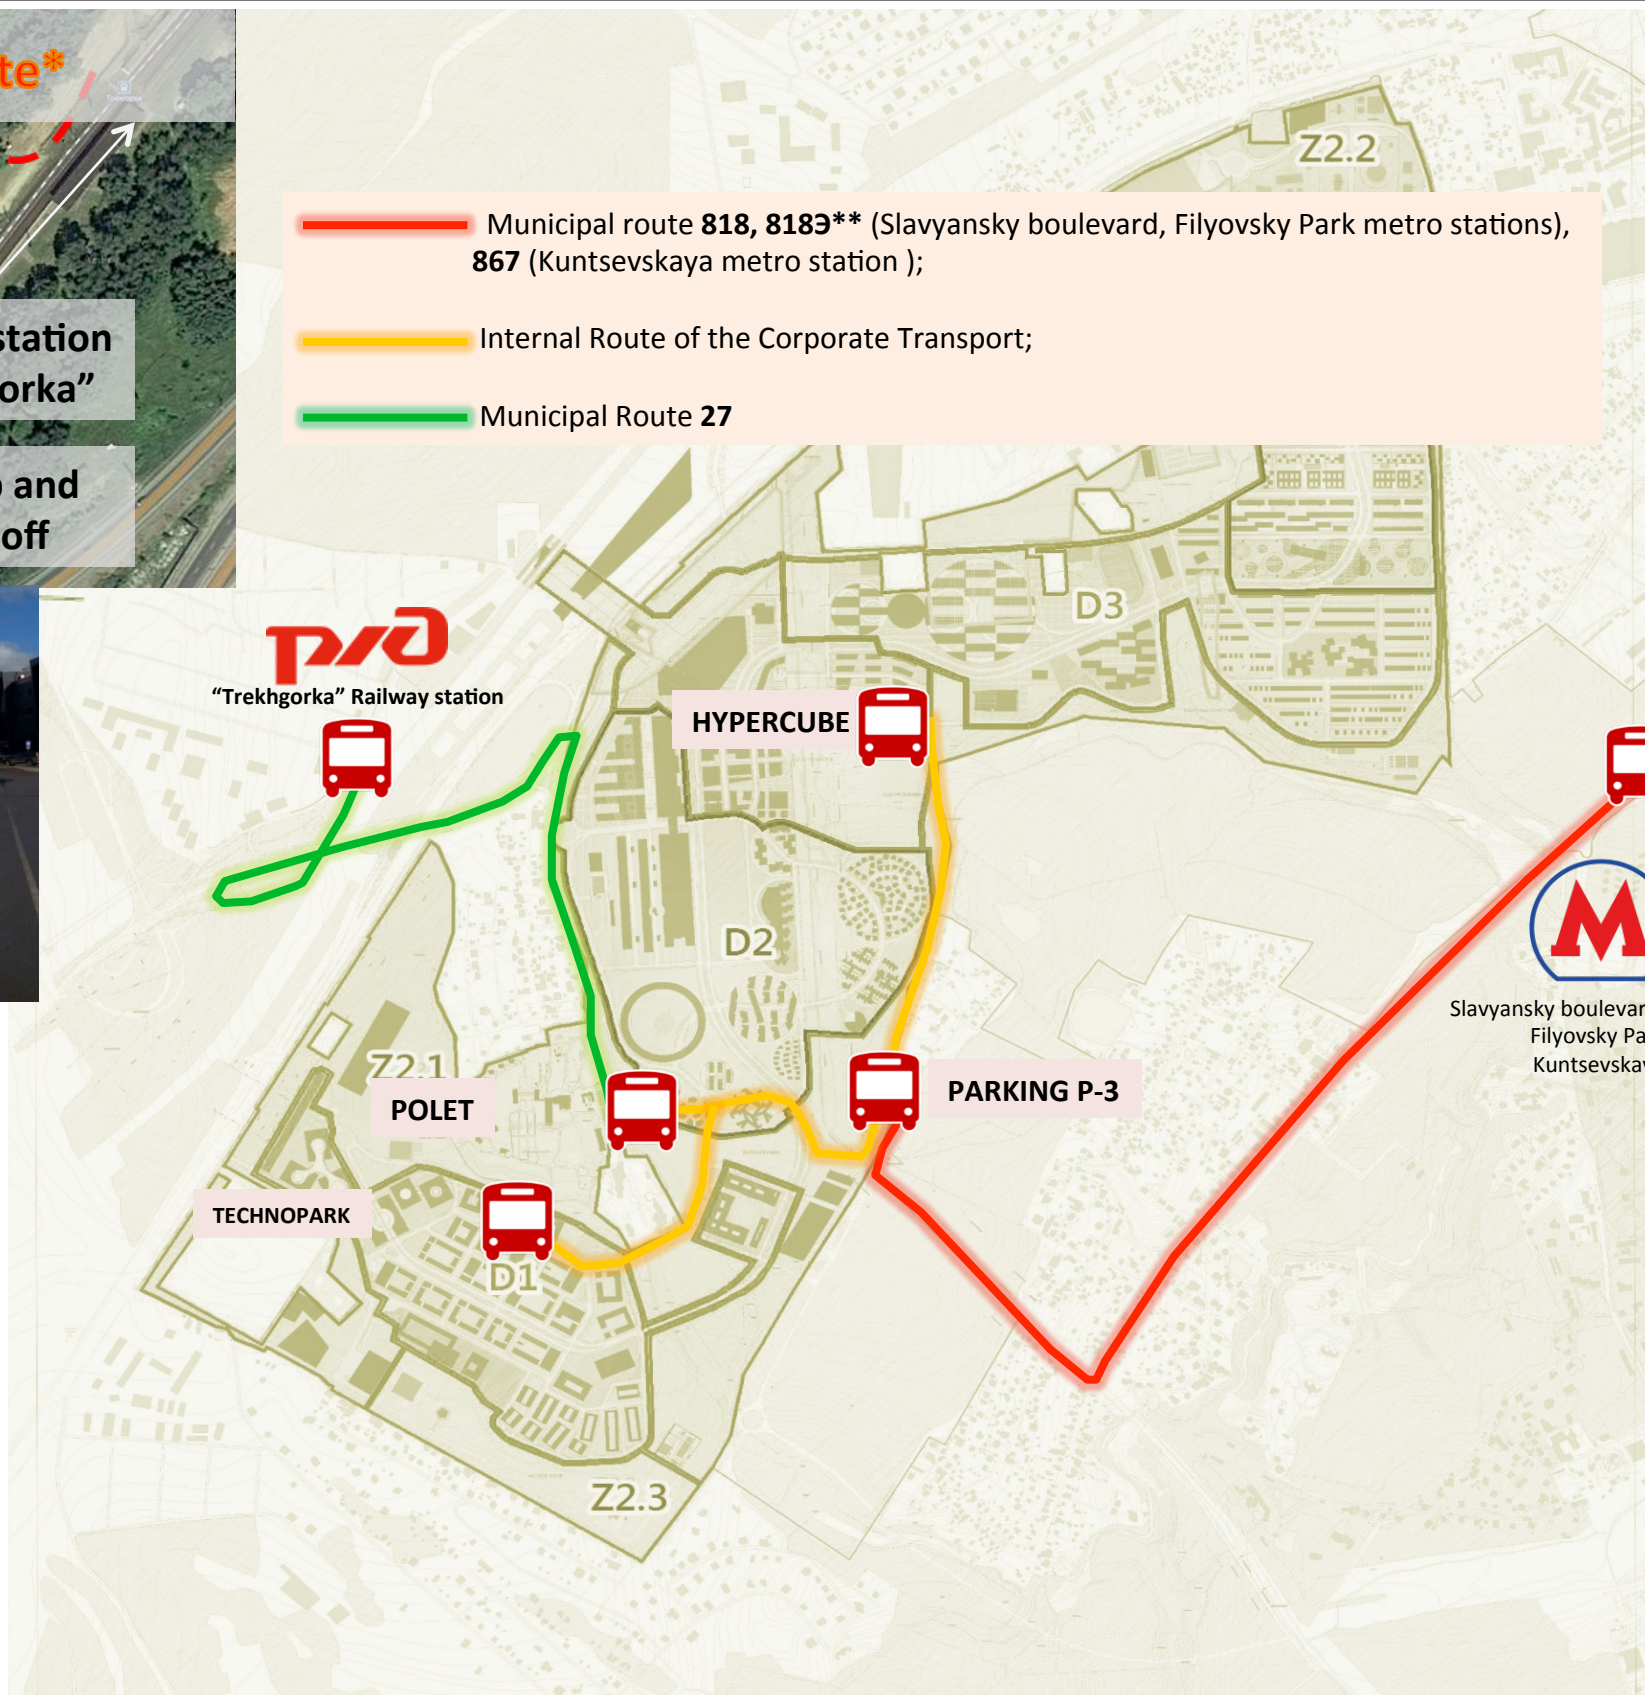 te*
station
orka”
and
off
Z2.2
Municipal route 818, 818Э** (Slavyansky boulevard, Filyovsky Park metro stations),
867 (Kuntsevskaya metro station );
Internal Route of the Corporate Transport;
Municipal Route 27
D3
ржд
“Trekhgorka” Railway station
HYPERCUBE
D2
М
Slavyansky boulevar
Filyovsky Pa
Kuntsevska
Z2.1
POLET
PARKING P-3
TECHNOPARK
D1
Z2.3